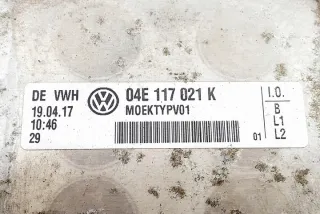 DE VWH
19.04.17
10:46
29
04E 117 021 K
MOEKTYPV01
01
I.O.
B
L1
L2